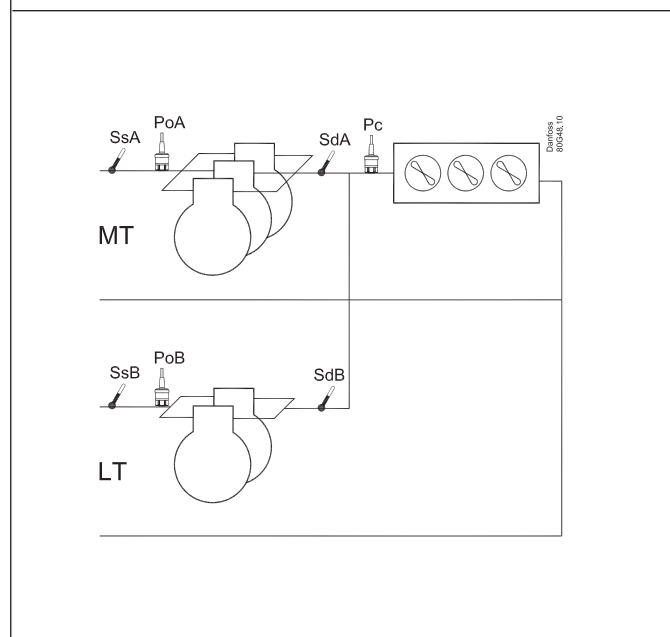 SsA
PoA
SdA
Pc
Danfoss
80G48.10
MT
SsB
PoB
SdB
LT